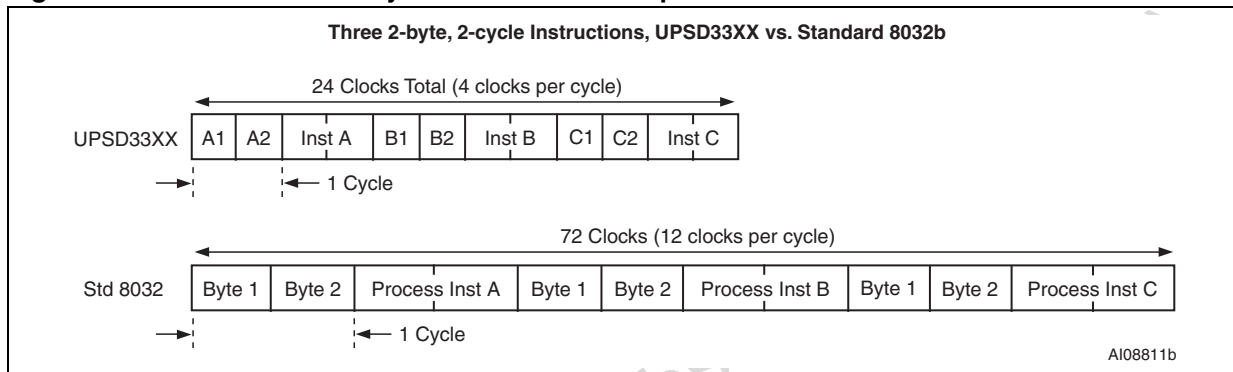 Three 2-byte, 2-cycle Instructions, UPSD33XX vs. Standard 8032b
24 Clocks Total (4 clocks per cycle)
UPSD33XX A1 A2 Inst A B1 B2 Inst B C1 C2 Inst C
1 Cycle
72 Clocks (12 clocks per cycle)
Std 8032 Byte 1 Byte 2 Process Inst A Byte 1 Byte 2 Process Inst B Byte 1 Byte 2 Process Inst C
1 Cycle
AI08811b